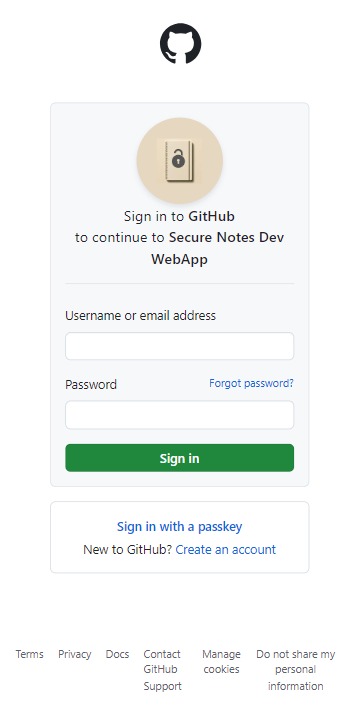 Sign in to GitHub
to continue to Secure Notes Dev
WebApp
Username or email address
Password
Forgot password?
Sign in
Sign in with a passkey
New to GitHub? Create an account
Terms
Privacy
Docs
Contact
GitHub
Support
Manage
cookies
Do not share my
personal
information